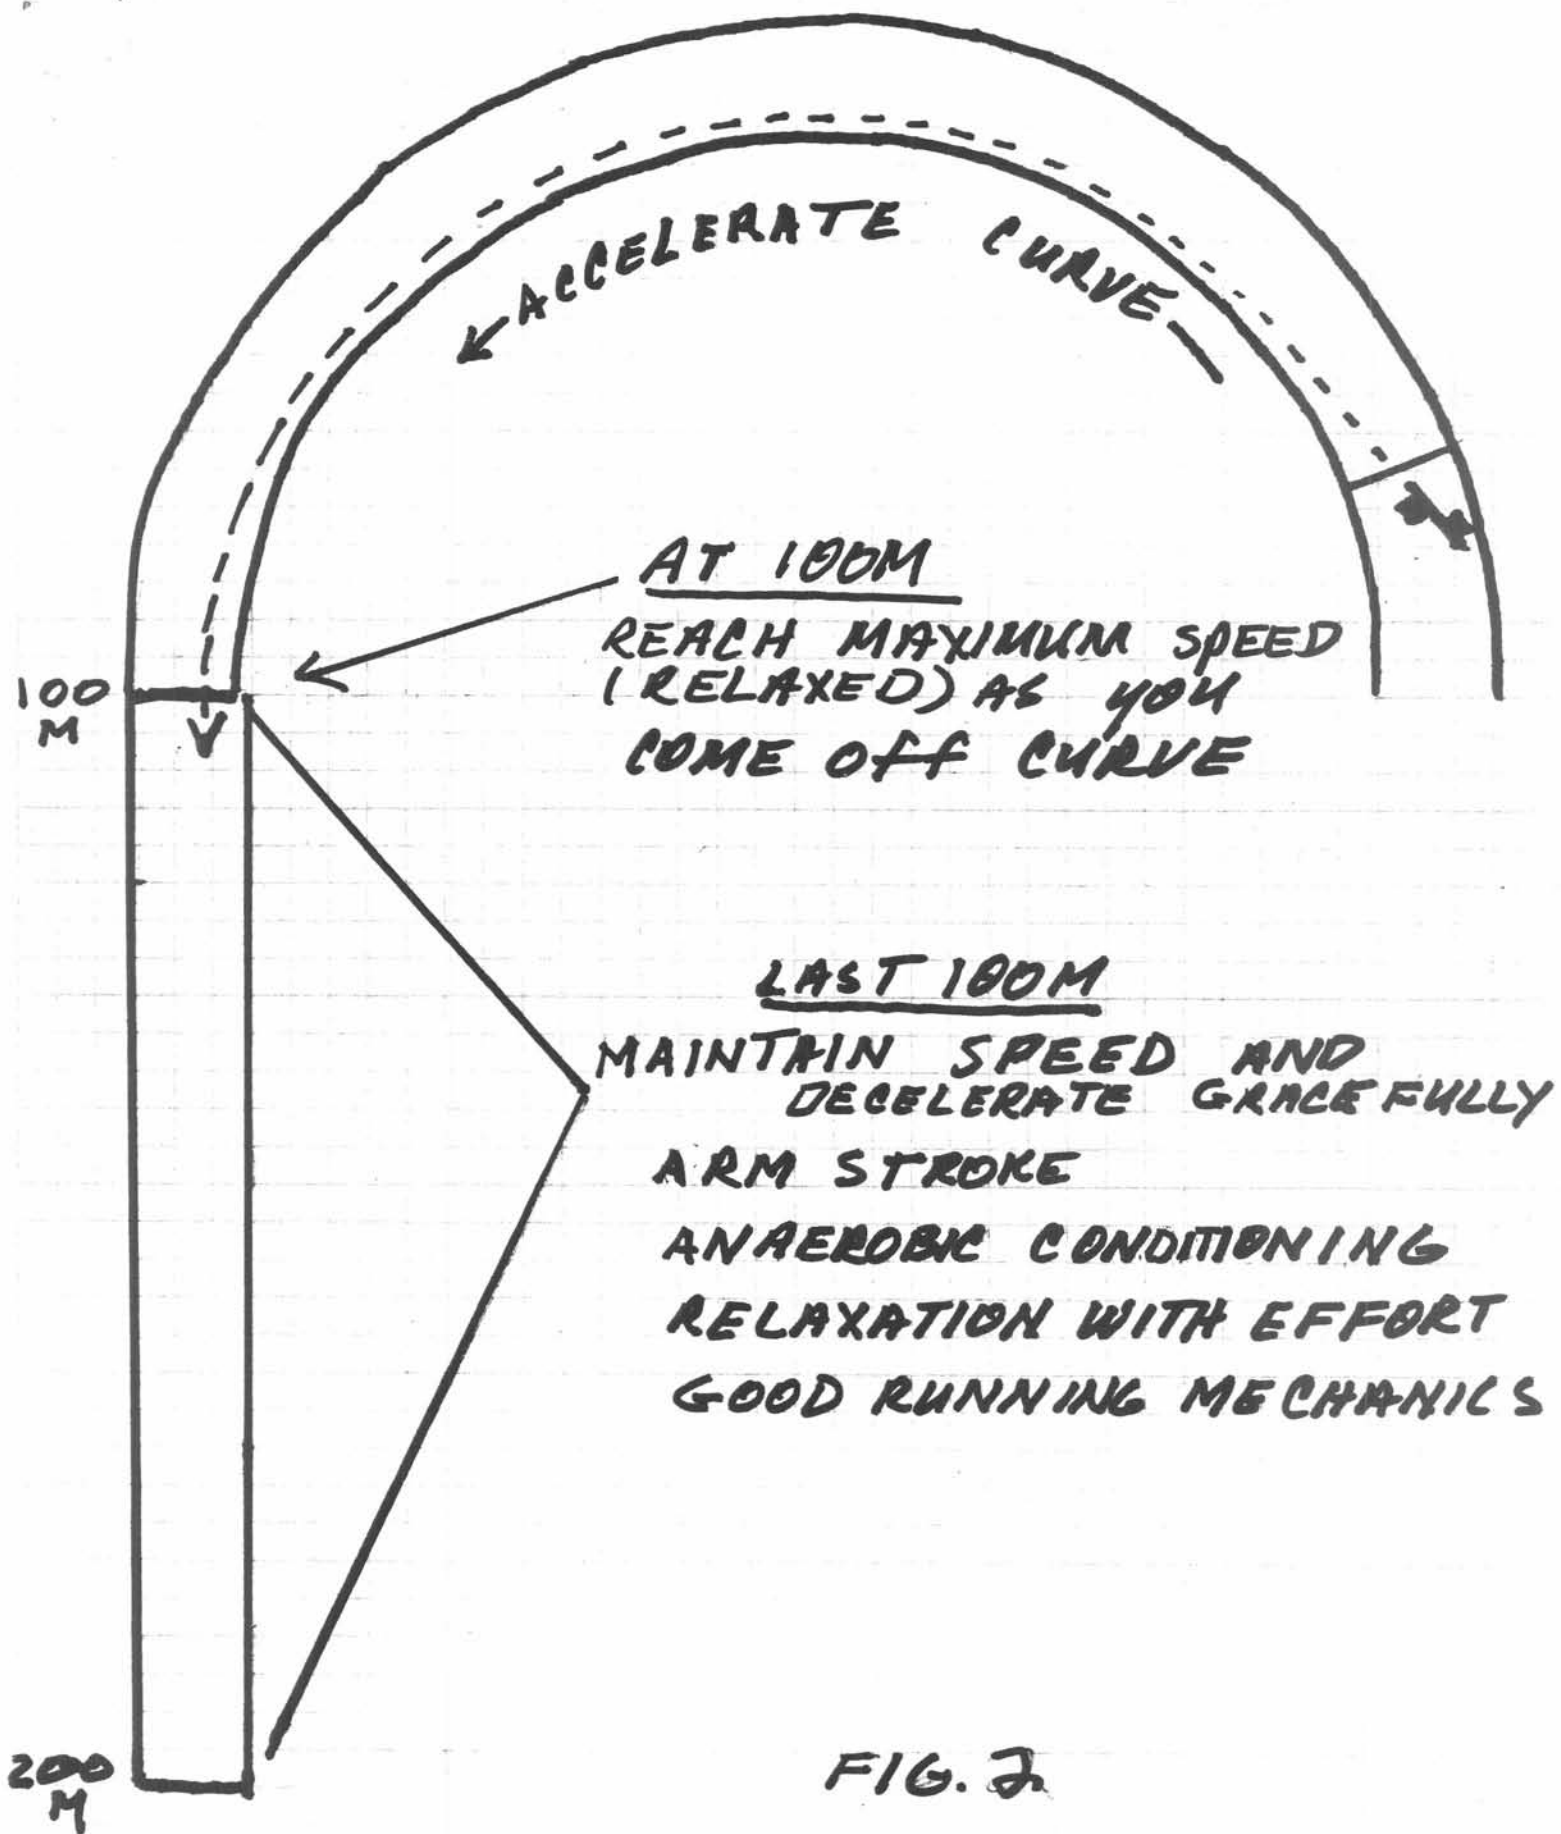 ACCELERATE CURVE
AT 100M
REACH MAXIMUM SPEED
(RELAXED) AS YOU
COME OFF CURVE
100
M
LAST 100M
MAINTAIN SPEED AND
DECELERATE GRACEFULLY
ARM STROKE
ANAEROBIC CONDITIONING
RELAXATION WITH EFFORT
GOOD RUNNING MECHANICS
200
M
FIG. 2